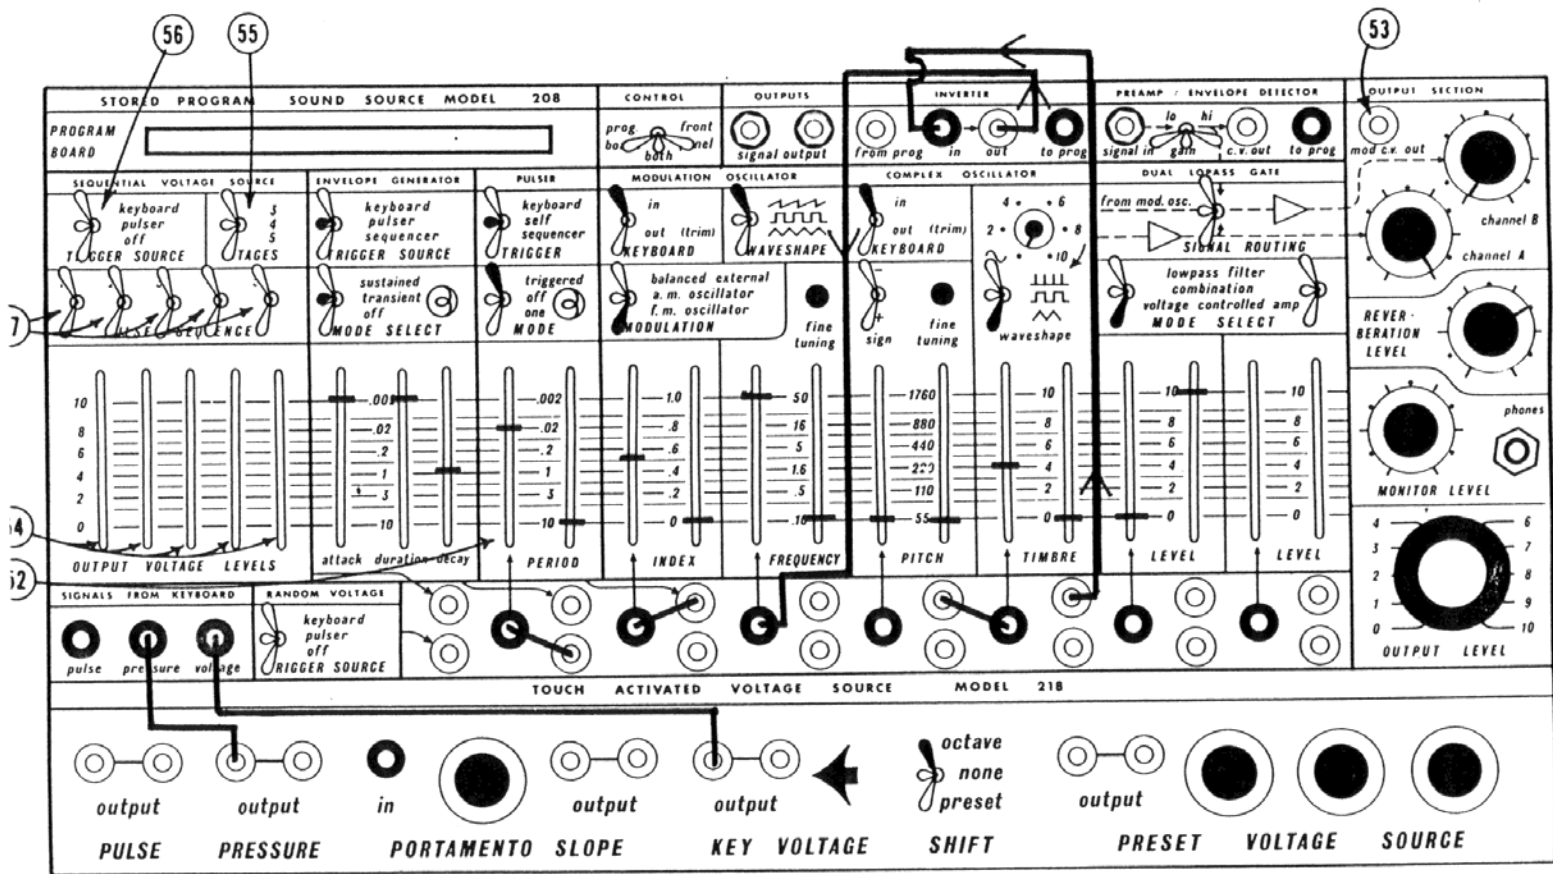 56
55
53
STORED PROGRAM SOUND SOURCE MODEL 208
CONTROL
OUTPUTS
INVERTER
PREAMP / ENVELOPE DETECTOR
OUTPUT SECTION
PROGRAM
BOARD
prog. front
both
signal output
from prog
in
out
to prog
lo hi
signal in
gain
c.v. out
to prog
mod c.v. out
SEQUENTIAL VOLTAGE SOURCE
ENVELOPE GENERATOR
PULSER
MODULATION OSCILLATOR
COMPLEX OSCILLATOR
DUAL LOPASS GATE
keyboard
pulser
off
3
4
5
keyboard
pulser
sequencer
TRIGGER SOURCE
keyboard
self
sequencer
TRIGGER
in
out (trim)
KEYBOARD
WAVESHAPE
in
out (trim)
KEYBOARD
4 6
2 8
10
from mod. osc.
SIGNAL ROUTING
channel B
channel A
sustained
transient
off
MODE SELECT
triggered
off
one
MODE
balanced external
a.m. oscillator
f.m. oscillator
MODULATION
fine
tuning
-
+
sign
fine
tuning
waveshape
lowpass filter
combination
voltage controlled amp
MODE SELECT
REVER-
BERATION
LEVEL
10
8
6
4
2
0
OUTPUT VOLTAGE LEVELS
.02
.2
1
3
10
attack duration decay
.002
.02
.2
1
3
10
PERIOD
1.0
.8
.6
.4
.2
0
INDEX
50
16
5
1.6
.5
FREQUENCY
1760
880
440
220
110
55
PITCH
10
8
6
4
2
0
TIMBRE
10
8
6
4
2
0
LEVEL
10
8
6
4
2
0
LEVEL
phones
MONITOR LEVEL
4 6
3 7
2 8
1 9
0 10
OUTPUT LEVEL
SIGNALS FROM KEYBOARD
pulse
pressure
voltage
RANDOM VOLTAGE
keyboard
pulser
off
TOUCH ACTIVATED VOLTAGE SOURCE MODEL 218
output
output
in
output
output
octave
none
preset
output
PULSE
PRESSURE
PORTAMENTO SLOPE
KEY VOLTAGE
SHIFT
PRESET VOLTAGE SOURCE